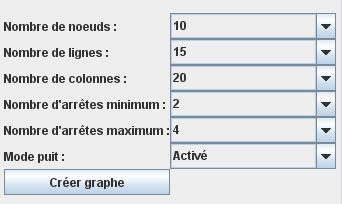 Nombre de noeuds : 10
Nombre de lignes : 15
Nombre de colonnes : 20
Nombre d'arrêtes minimum : 2
Nombre d'arrêtes maximum : 4
Mode puit : Activé
Créer graphe